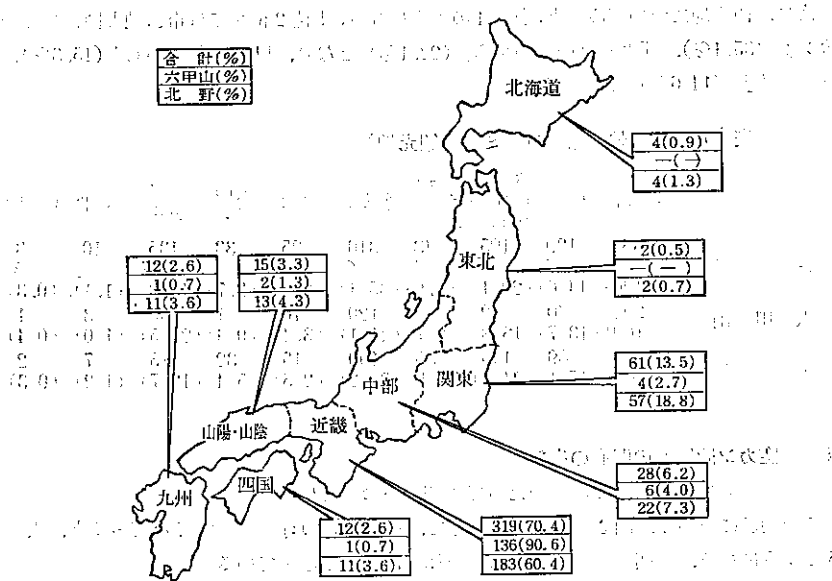 合計(%)
六甲山(%)
北野(%)
北海道
4(0.9)
—(—)
4(1.3)
東北
2(0.5)
—(—)
2(0.7)
12(2.6)
1(0.7)
11(3.6)
15(3.3)
2(1.3)
13(4.3)
中部
関東
61(13.5)
4(2.7)
57(18.8)
山陽・山陰
近畿
九州
四国
28(6.2)
6(4.0)
22(7.3)
12(2.6)
1(0.7)
11(3.6)
319(70.4)
136(90.6)
183(60.4)